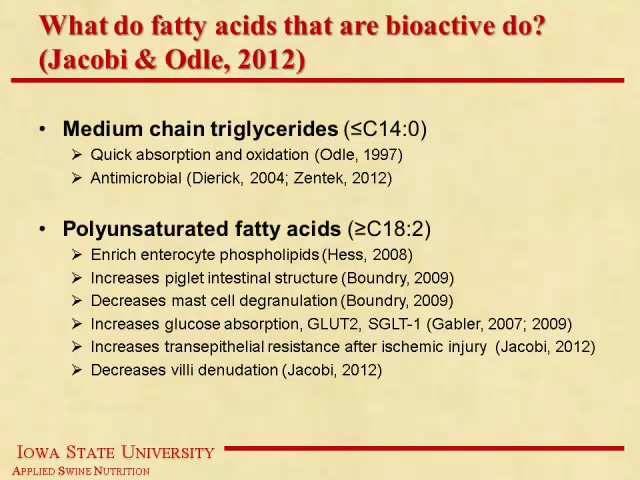 What do fatty acids that are bioactive do?
(Jacobi & Odle, 2012)
• Medium chain triglycerides (≤C14:0)
➢ Quick absorption and oxidation (Odle, 1997)
➢ Antimicrobial (Dierick, 2004; Zentek, 2012)
• Polyunsaturated fatty acids (≥C18:2)
➢ Enrich enterocyte phospholipids (Hess, 2008)
➢ Increases piglet intestinal structure (Boundry, 2009)
➢ Decreases mast cell degranulation (Boundry, 2009)
➢ Increases glucose absorption, GLUT2, SGLT-1 (Gabler, 2007; 2009)
➢ Increases transepithelial resistance after ischemic injury (Jacobi, 2012)
➢ Decreases villi denudation (Jacobi, 2012)
IOWA STATE UNIVERSITY
APPLIED SWINE NUTRITION